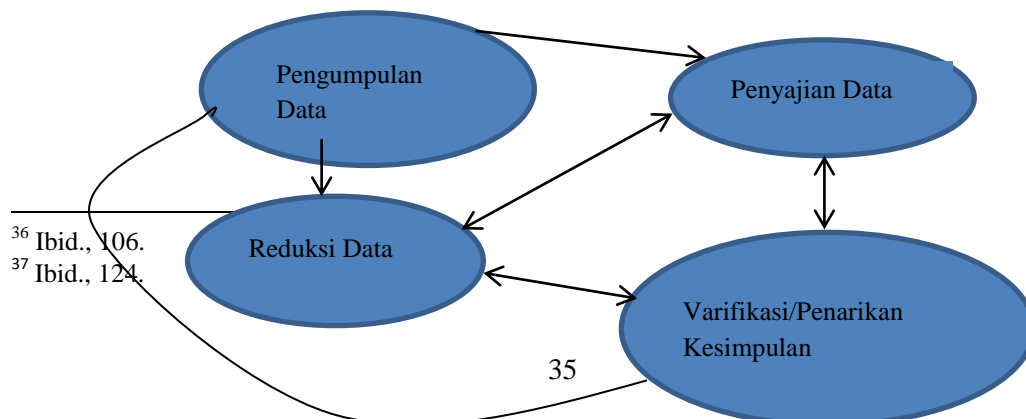 Pengumpulan
Data
Penyajian Data
Reduksi Data
Varifikasi/Penarikan
Kesimpulan
³⁶ Ibid., 106.
³⁷ Ibid., 124.
35